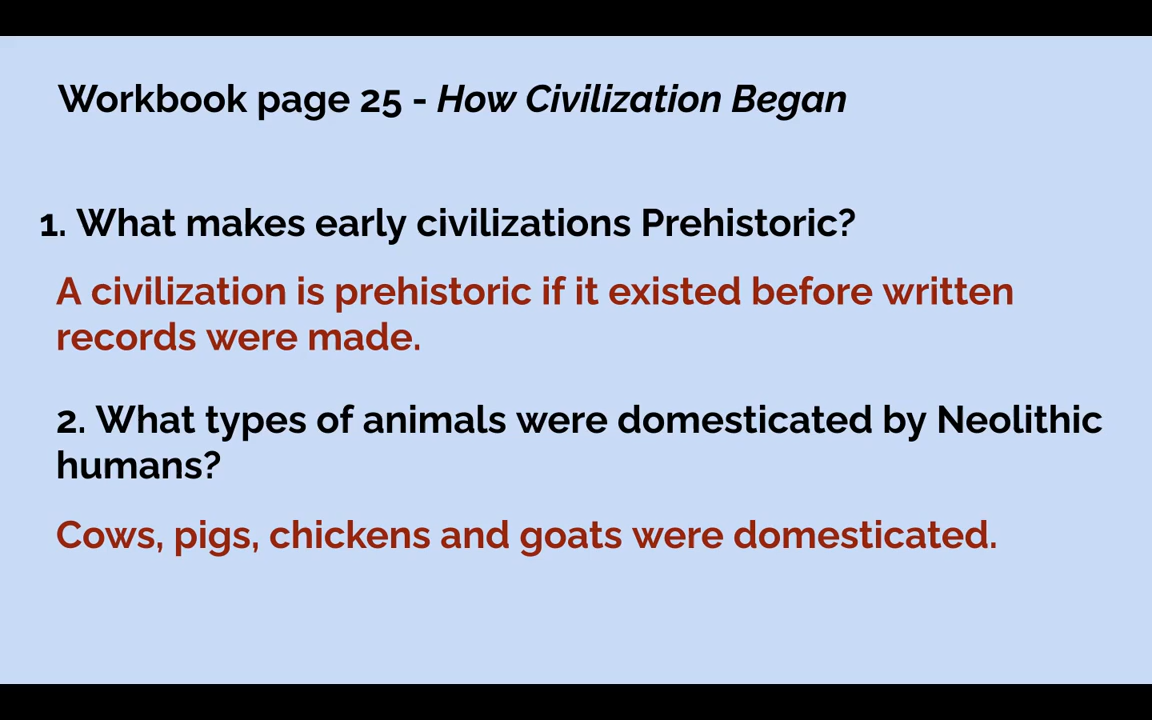 Workbook page 25 - How Civilization Began
1. What makes early civilizations Prehistoric?
A civilization is prehistoric if it existed before written
records were made.
2. What types of animals were domesticated by Neolithic
humans?
Cows, pigs, chickens and goats were domesticated.